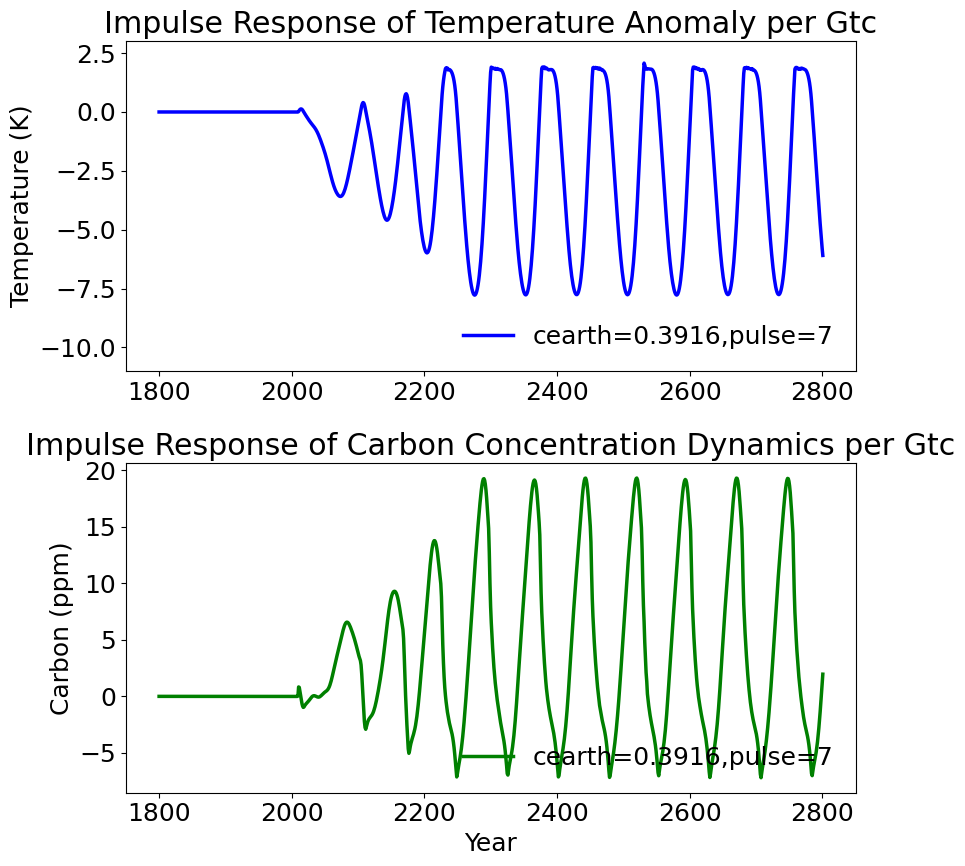 Impulse Response of Temperature Anomaly per Gtc
2.5
0.0
−2.5
−5.0
−7.5
−10.0
Temperature (K)
cearth=0.3916,pulse=7
1800 2000 2200 2400 2600 2800
Impulse Response of Carbon Concentration Dynamics per Gtc
20
15
10
5
0
−5
Carbon (ppm)
cearth=0.3916,pulse=7
1800 2000 2200 2400 2600 2800
Year